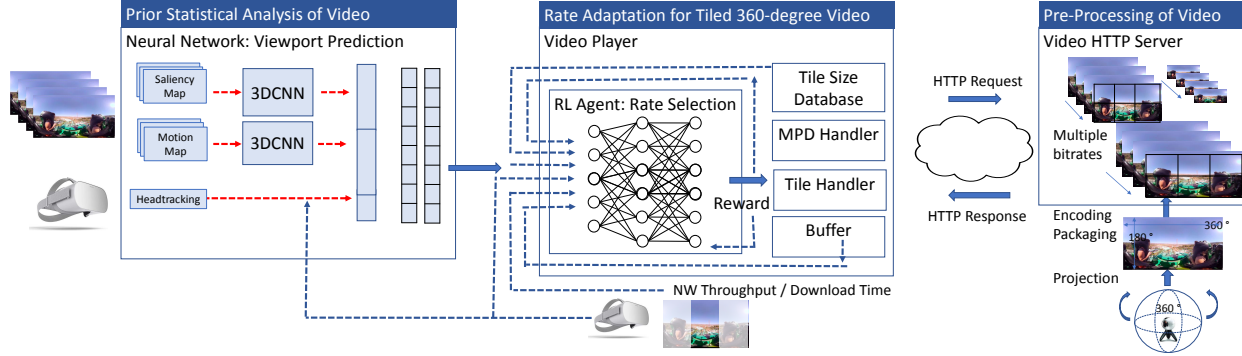 Prior Statistical Analysis of Video
Neural Network: Viewport Prediction
Saliency
Map
3DCNN
Motion
Map
3DCNN
Headtracking
Rate Adaptation for Tiled 360-degree Video
Video Player
RL Agent: Rate Selection
Reward
Tile Size
Database
MPD Handler
Tile Handler
Buffer
NW Throughput / Download Time
HTTP Request
HTTP Response
Pre-Processing of Video
Video HTTP Server
Multiple
bitrates
Encoding
Packaging
360 °
180 °
Projection
360 °